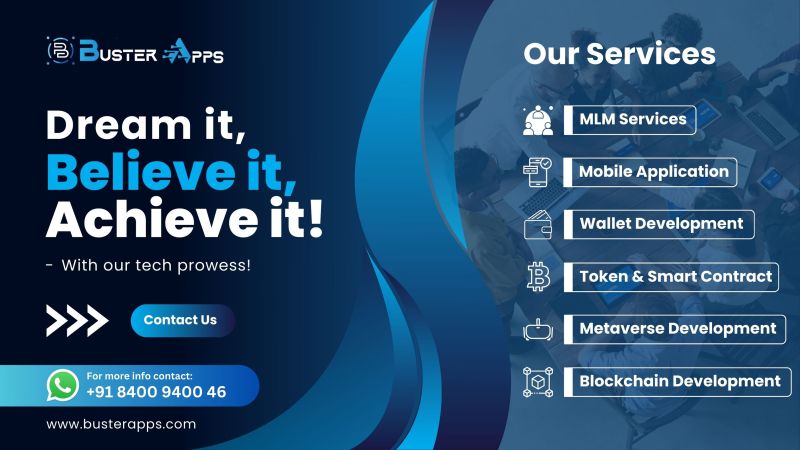 Buster Apps
Dream it,
Believe it,
Achieve it!
- With our tech prowess!
Contact Us
For more info contact:
+91 8400 9400 46
www.busterapps.com
Our Services
MLM Services
Mobile Application
Wallet Development
Token & Smart Contract
Metaverse Development
Blockchain Development